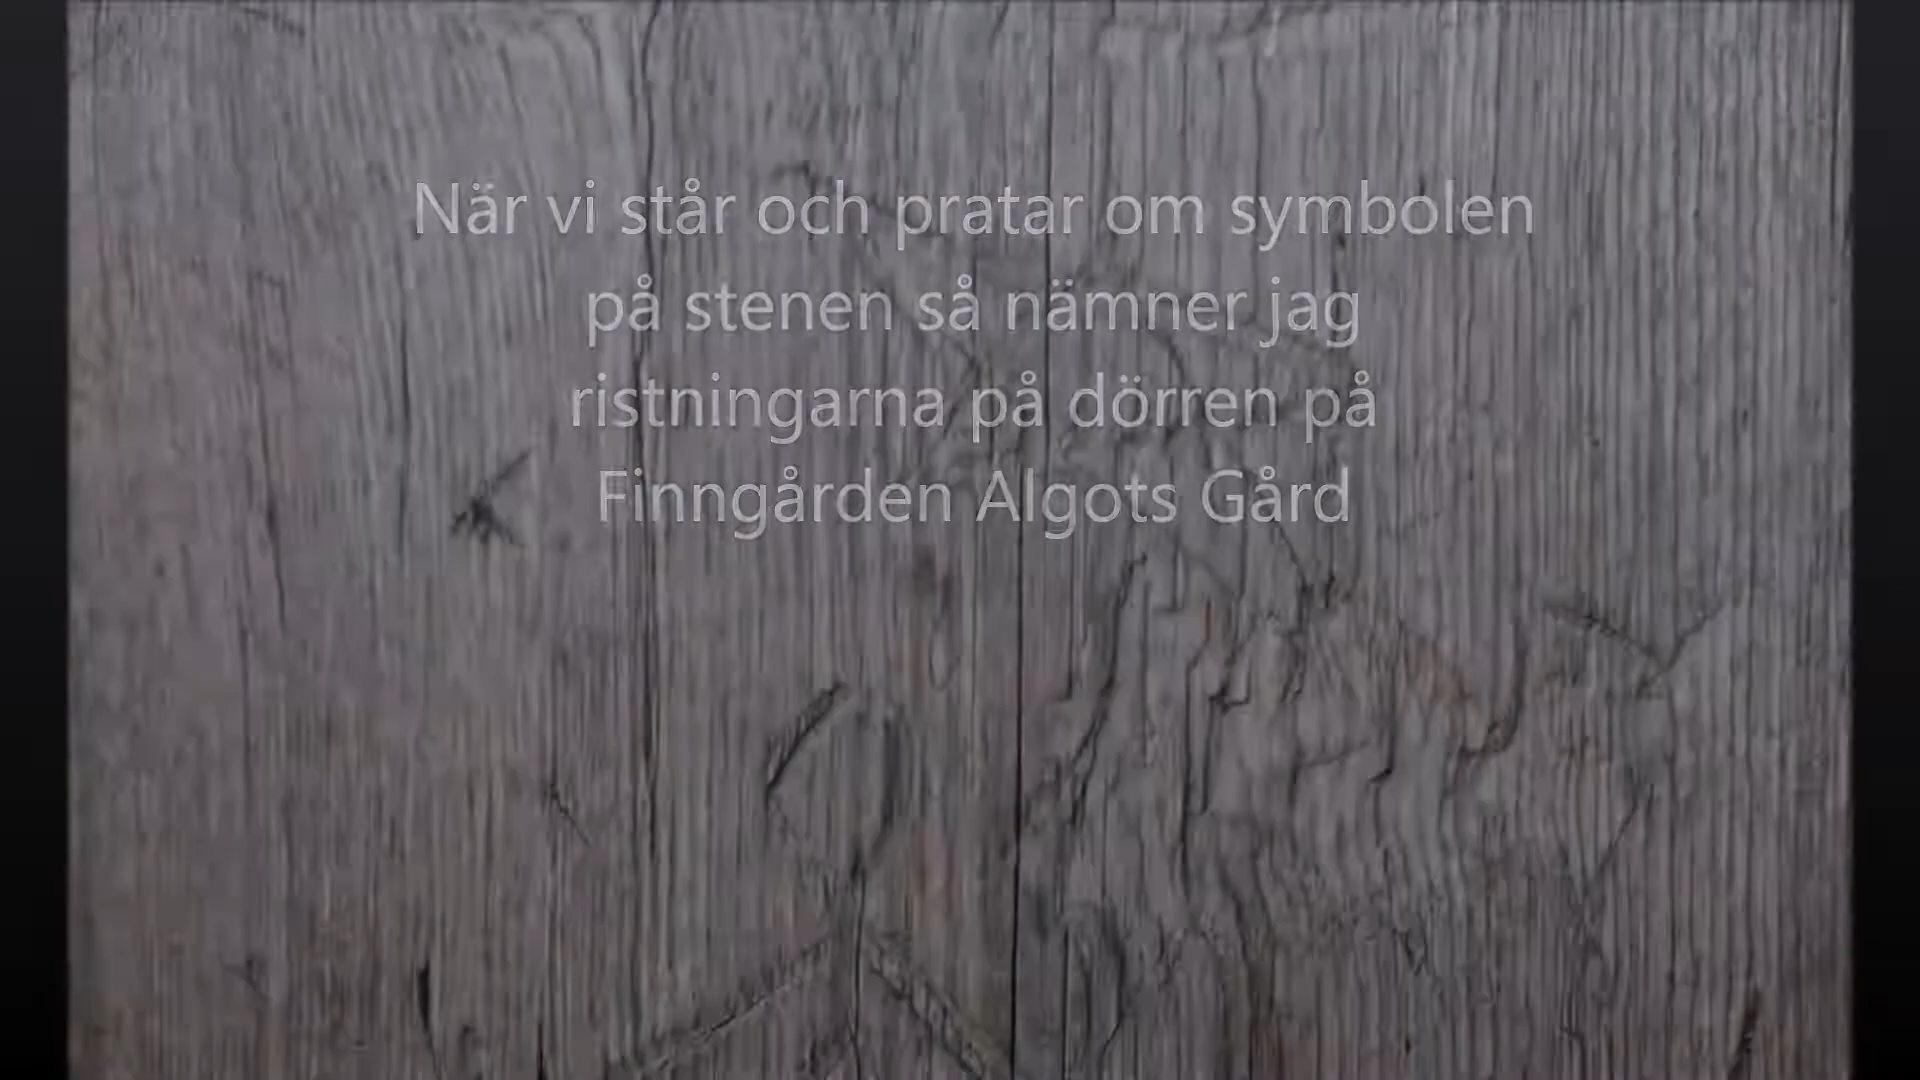 När vi står och pratar om symbolen
på stenen så nämner jag
ristningarna på dörren på
Finngården Algots Gård